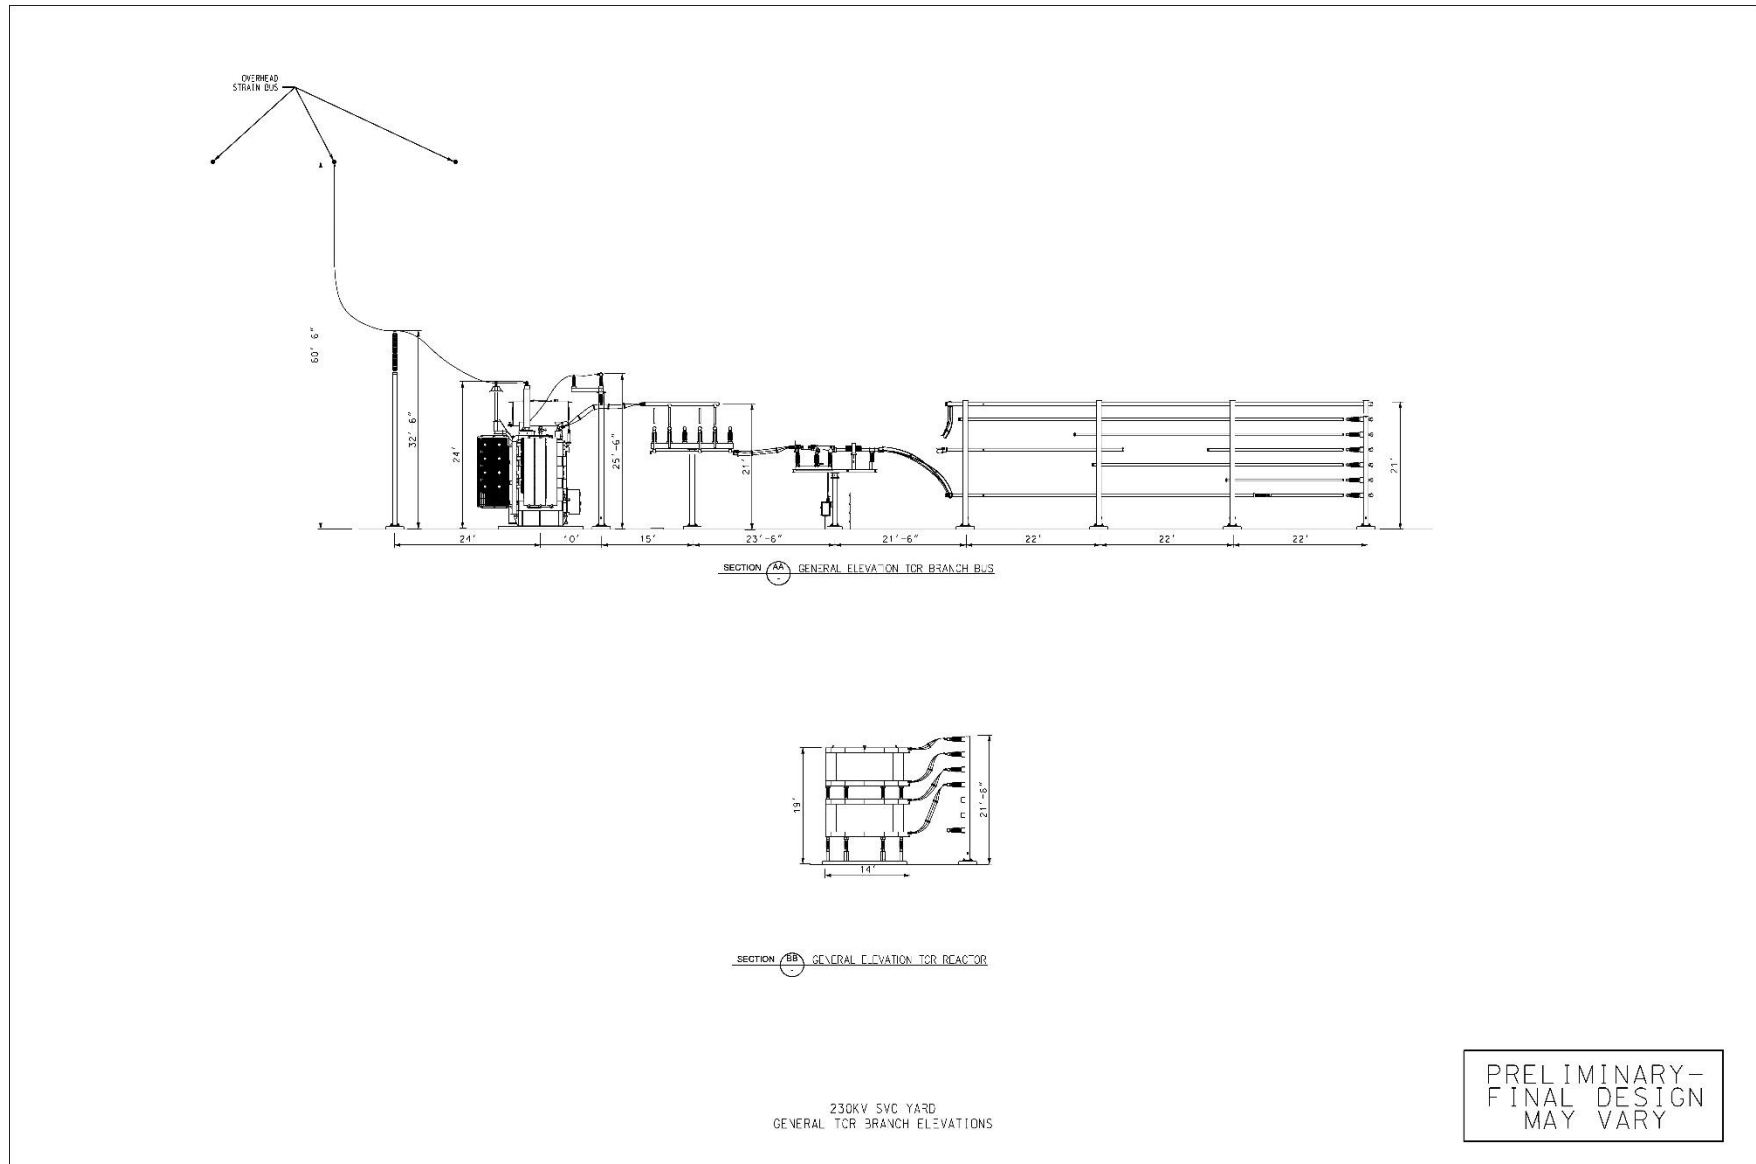 OVERHEAD
STRAIN BUS
60' 6"
32' 6"
24'
25'-6"
21'
21'
24'
10'
15'
23'-6"
21'-6"
22'
22'
22'
SECTION AA GENERAL ELEVATION TCR BRANCH BUS
-
19'
21'-6"
14'
SECTION BB GENERAL ELEVATION TCR REACTOR
-
230KV SVC YARD
GENERAL TCR BRANCH ELEVATIONS
PRELIMINARY-
FINAL DESIGN
MAY VARY